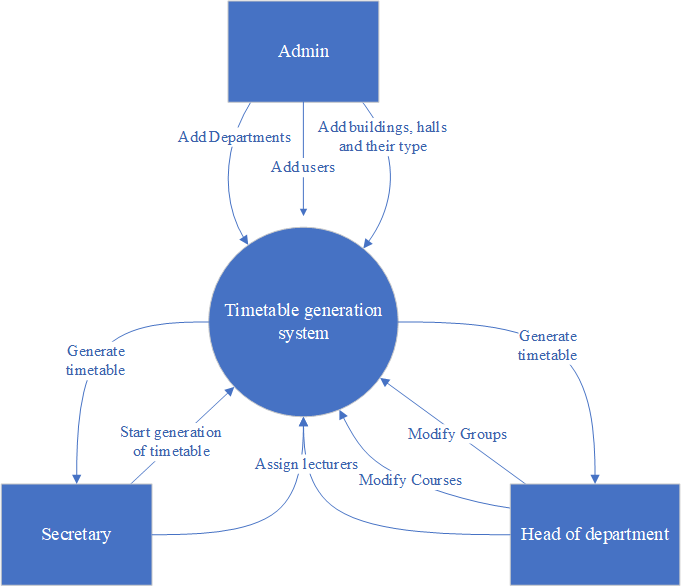 Admin
Add Departments
Add buildings, halls
and their type
Add users
Timetable generation
system
Generate
timetable
Generate
timetable
Start generation
of timetable
Modify Groups
Assign lecturers
Modify Courses
Secretary
Head of department